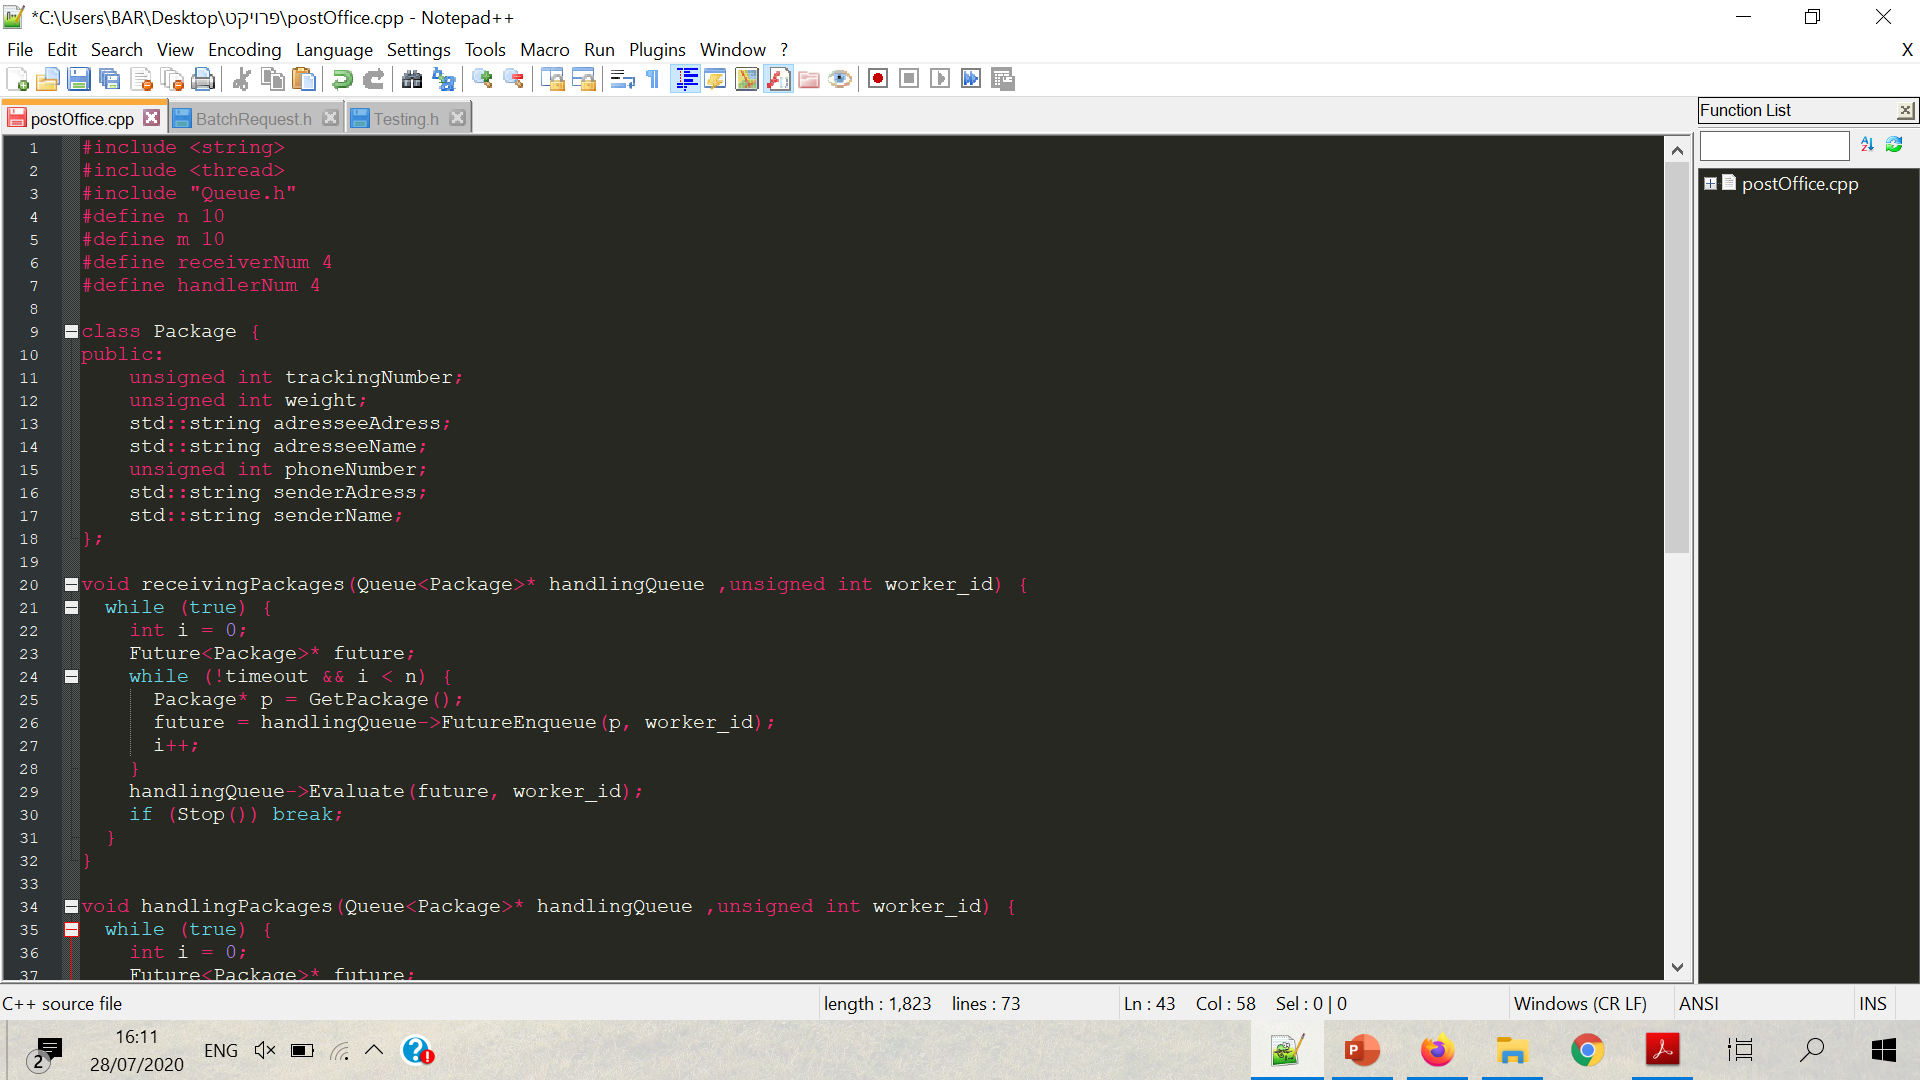 *C:\Users\BAR\Desktop\פרויקט\postOffice.cpp - Notepad++
File Edit Search View Encoding Language Settings Tools Macro Run Plugins Window ? X
postOffice.cpp BatchRequest.h Testing.h
Function List
postOffice.cpp
1 #include <string>
2 #include <thread>
3 #include "Queue.h"
4 #define n 10
5 #define m 10
6 #define receiverNum 4
7 #define handlerNum 4
8
9 class Package {
10 public:
11 unsigned int trackingNumber;
12 unsigned int weight;
13 std::string adresseeAdress;
14 std::string adresseeName;
15 unsigned int phoneNumber;
16 std::string senderAdress;
17 std::string senderName;
18 };
19
20 void receivingPackages(Queue<Package>* handlingQueue ,unsigned int worker_id) {
21 while (true) {
22 int i = 0;
23 Future<Package>* future;
24 while (!timeout && i < n) {
25 Package* p = GetPackage();
26 future = handlingQueue->FutureEnqueue(p, worker_id);
27 i++;
28 }
29 handlingQueue->Evaluate(future, worker_id);
30 if (Stop()) break;
31 }
32 }
33
34 void handlingPackages(Queue<Package>* handlingQueue ,unsigned int worker_id) {
35 while (true) {
36 int i = 0;
37 Future<Package>* future;
C++ source file length : 1,823 lines : 73 Ln : 43 Col : 58 Sel : 0 | 0 Windows (CR LF) ANSI INS
2 16:11 ENG
28/07/2020